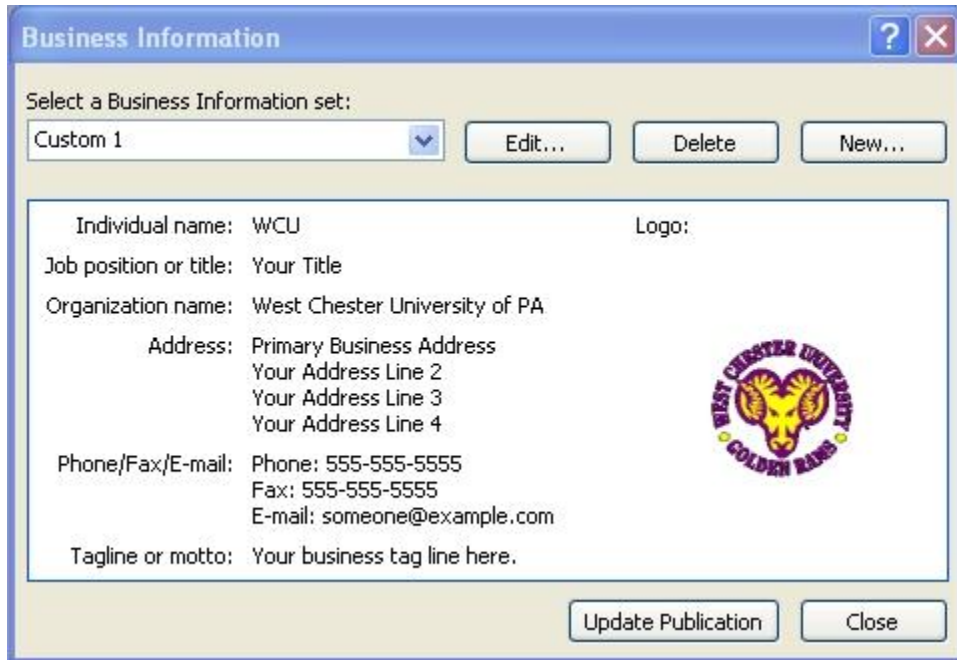 Business Information
Select a Business Information set:
Custom 1
Edit...
Delete
New...
Individual name: WCU
Logo:
Job position or title: Your Title
Organization name: West Chester University of PA
Address: Primary Business Address
Your Address Line 2
Your Address Line 3
Your Address Line 4
WEST CHESTER UNIVERSITY
GOLDEN RAMS
Phone/Fax/E-mail: Phone: 555-555-5555
Fax: 555-555-5555
E-mail: someone@example.com
Tagline or motto: Your business tag line here.
Update Publication
Close